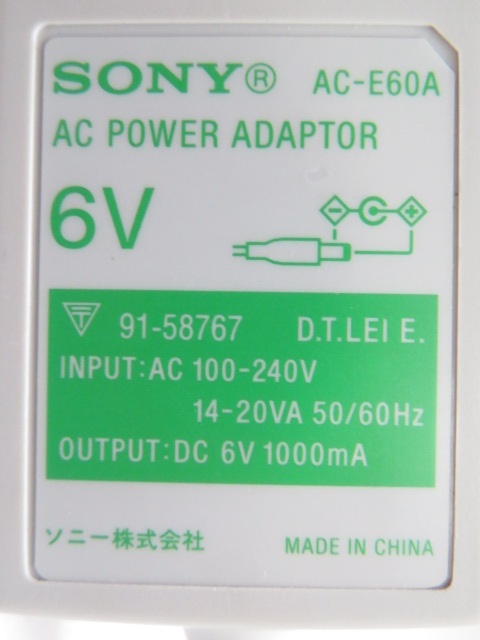 SONY® AC-E60A
AC POWER ADAPTOR
6V
91-58767 D.T.LEI E.
INPUT:AC 100-240V
14-20VA 50/60Hz
OUTPUT:DC 6V 1000mA
ソニー株式会社 MADE IN CHINA